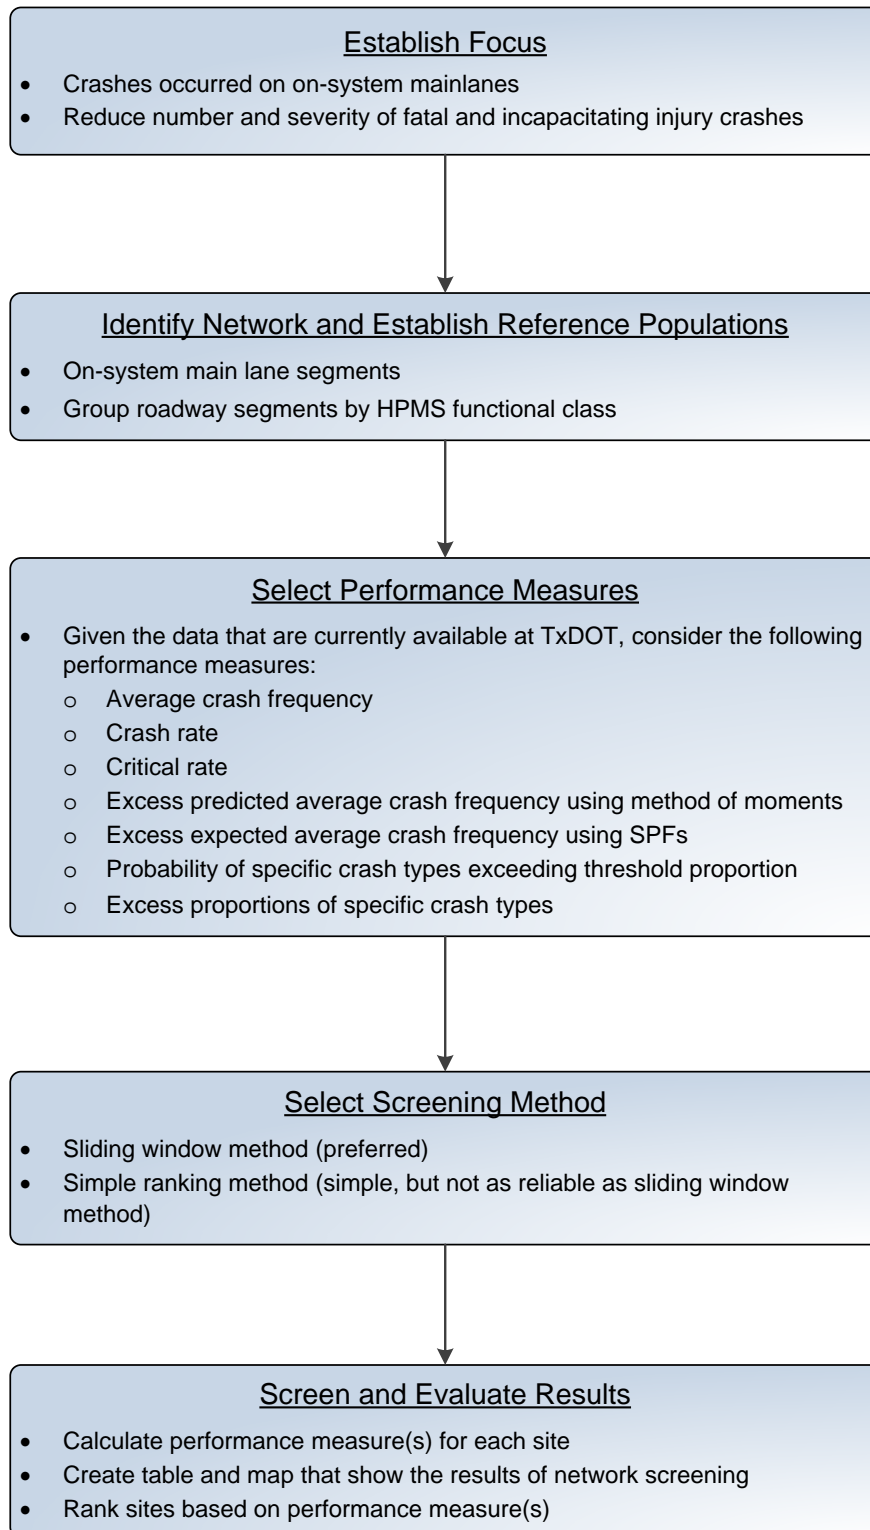 Establish Focus
• Crashes occurred on on-system mainlanes
• Reduce number and severity of fatal and incapacitating injury crashes
Identify Network and Establish Reference Populations
• On-system main lane segments
• Group roadway segments by HPMS functional class
Select Performance Measures
• Given the data that are currently available at TxDOT, consider the following
performance measures:
o Average crash frequency
o Crash rate
o Critical rate
o Excess predicted average crash frequency using method of moments
o Excess expected average crash frequency using SPFs
o Probability of specific crash types exceeding threshold proportion
o Excess proportions of specific crash types
Select Screening Method
• Sliding window method (preferred)
• Simple ranking method (simple, but not as reliable as sliding window
method)
Screen and Evaluate Results
• Calculate performance measure(s) for each site
• Create table and map that show the results of network screening
• Rank sites based on performance measure(s)